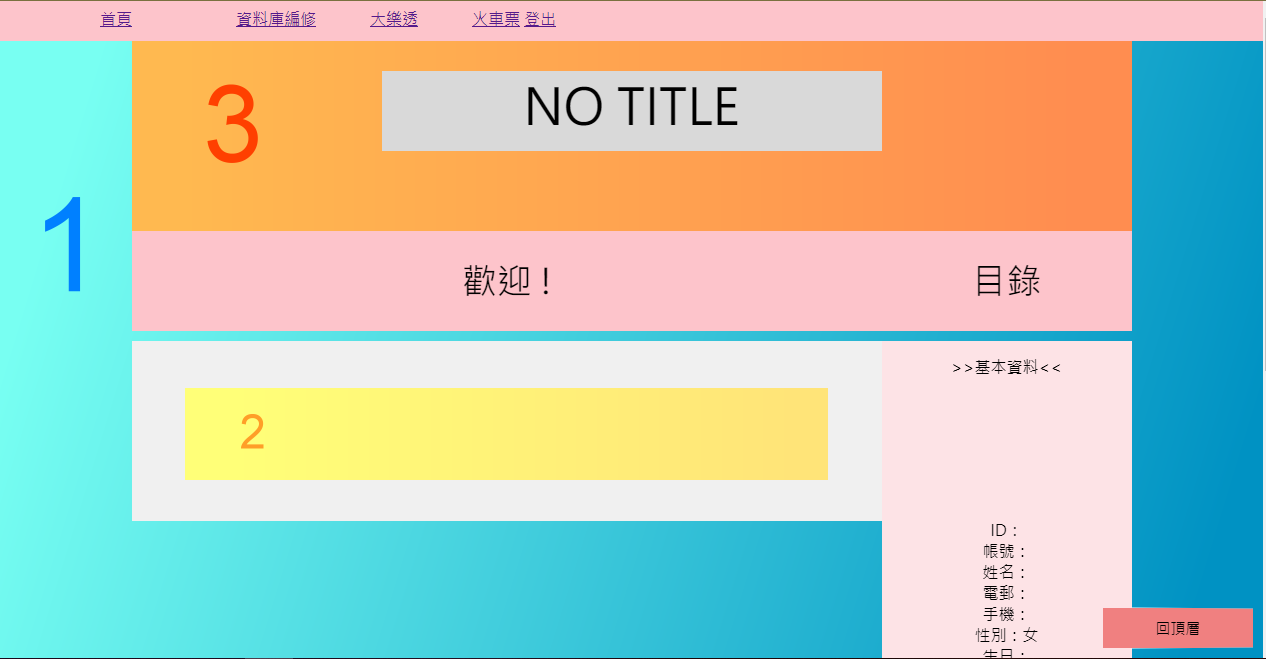 首頁 資料庫編修 大樂透 火車票 登出
3
NO TITLE
1
歡迎！ 目錄
>>基本資料<<
2
ID：
帳號：
姓名：
電郵：
手機：
性別：女
生日：
回頂層